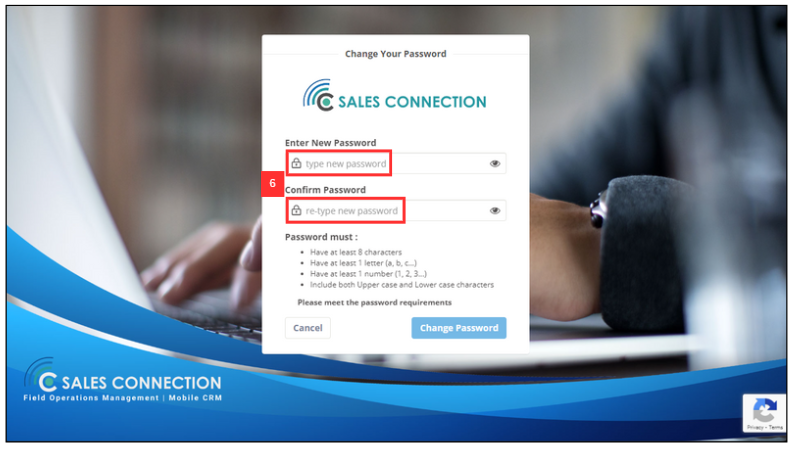 Change Your Password
SALES CONNECTION
Enter New Password
type new password
6
Confirm Password
re-type new password
Password must :
Have at least 8 characters
Have at least 1 letter (a, b, c...)
Have at least 1 number (1, 2, 3...)
Include both Upper case and Lower case characters
Please meet the password requirements
Cancel
Change Password
SALES CONNECTION
Field Operations Management | Mobile CRM
Privacy - Terms